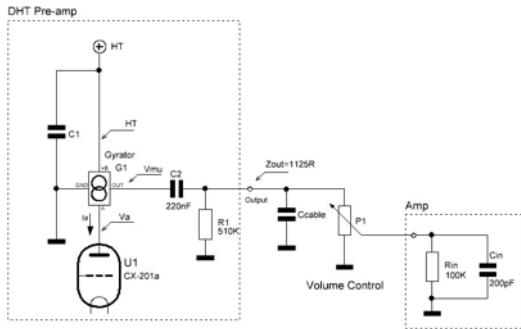 DHT Pre-amp
HT
C1
HT
Gyrator
G1
+B
GND
OUT
A
Vmu
C2
220nF
Zout=1125R
Output
Ia
Va
R1
510K
Ccable
P1
Volume Control
U1
CX-201a
Amp
Rin
100K
Cin
200pF